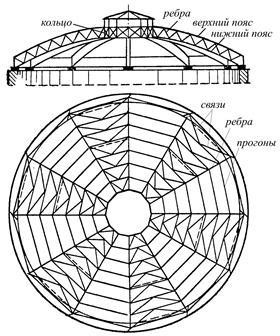 кольцо
ребра
верхний пояс
нижний пояс
связи
ребра
прогоны